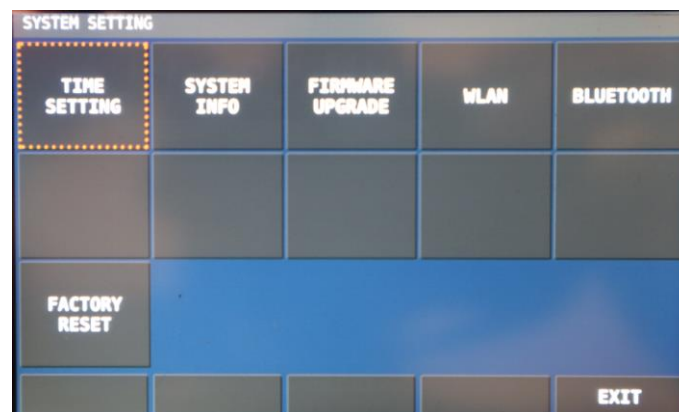 SYSTEM SETTING
TIME
SETTING
SYSTEM
INFO
FIRMWARE
UPGRADE
WLAN
BLUETOOTH
FACTORY
RESET
EXIT